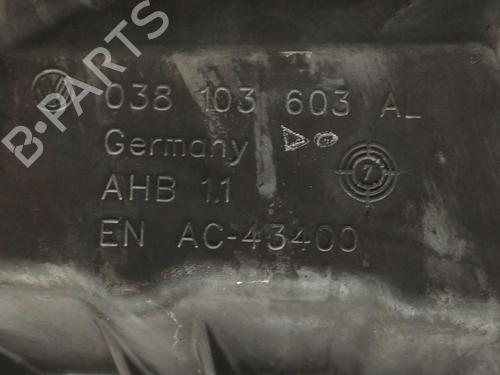 B-PARTS
038 103 603 AL
Germany
AHB 1.1
EN AC-43400